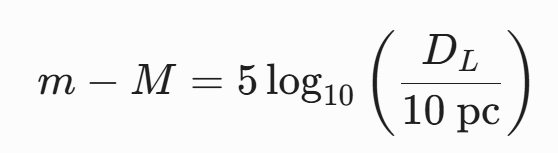 m − M = 5 log₁₀ (D_L / 10 pc)